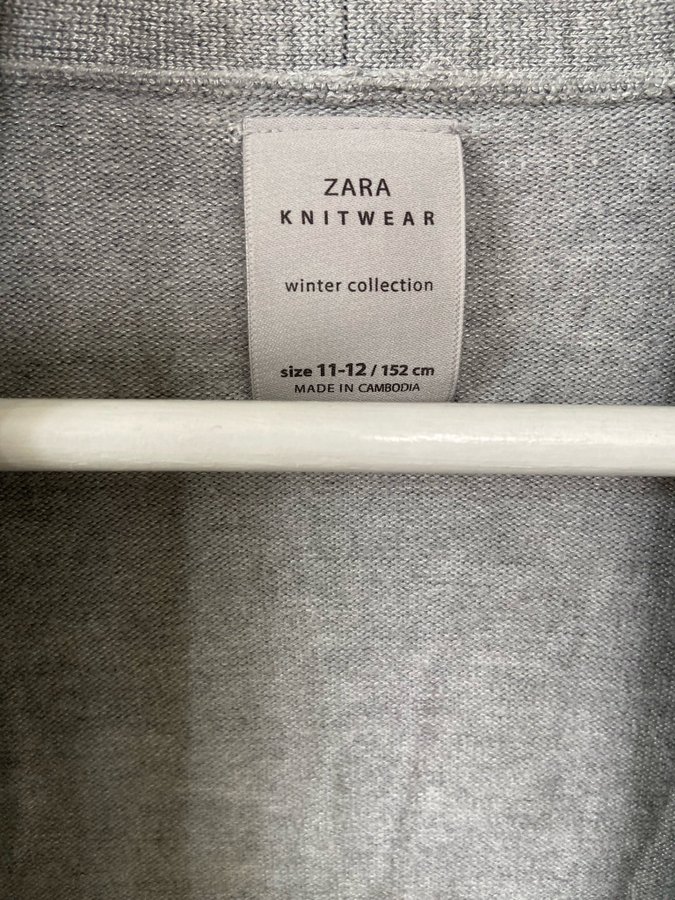 ZARA
KNITWEAR
winter collection
size 11-12 / 152 cm
MADE IN CAMBODIA